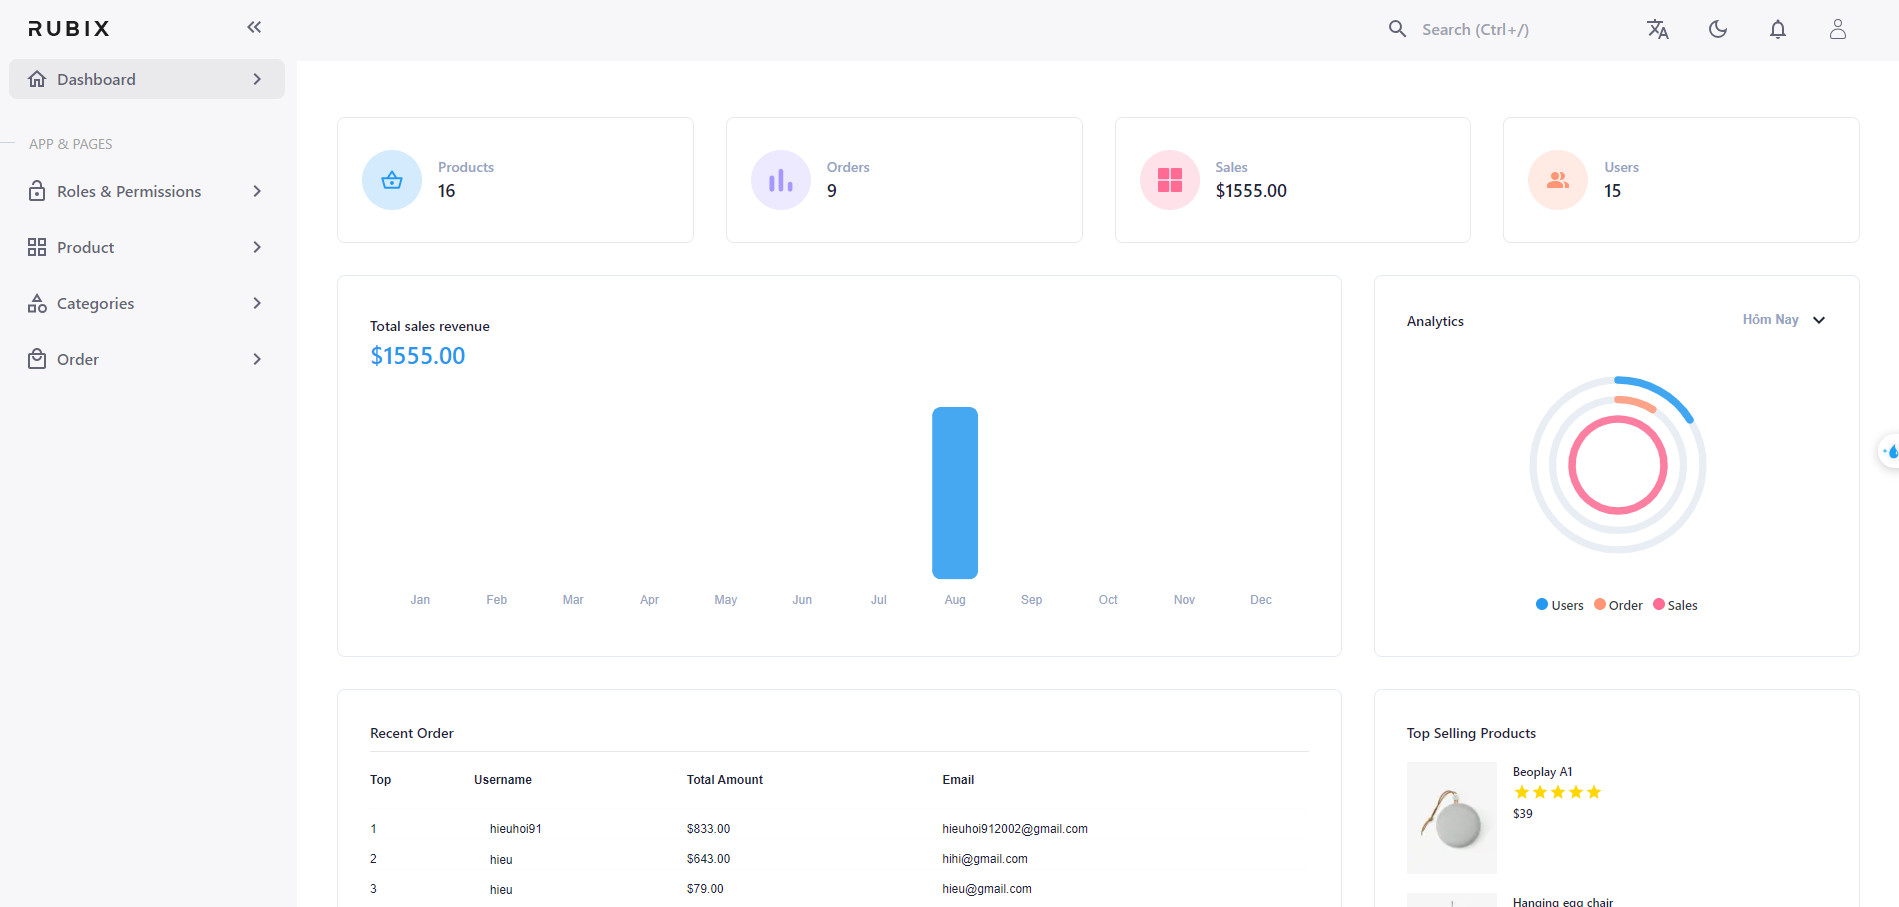 RUBIX
Search (Ctrl+/)
Dashboard
APP & PAGES
Roles & Permissions
Product
Categories
Order
Products
16
Orders
9
Sales
$1555.00
Users
15
Total sales revenue
$1555.00
Jan Feb Mar Apr May Jun Jul Aug Sep Oct Nov Dec
Analytics
Hôm Nay
Users Order Sales
Recent Order
Top Username Total Amount Email
1 hieuhoi91 $833.00 hieuhoi912002@gmail.com
2 hieu $643.00 hihi@gmail.com
3 hieu $79.00 hieu@gmail.com
Top Selling Products
Beoplay A1
$39
Hanging egg chair